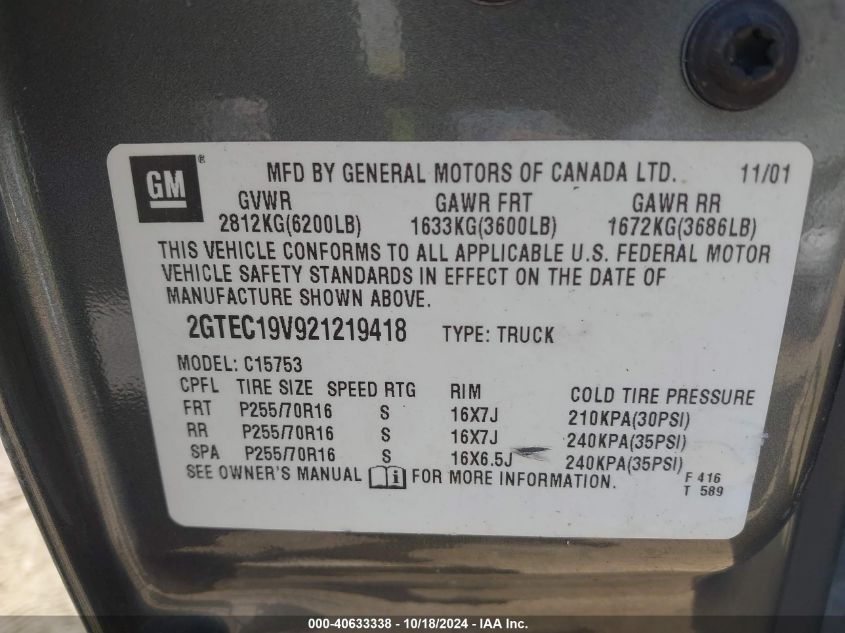 GM ® MFD BY GENERAL MOTORS OF CANADA LTD. 11/01
GVWR GAWR FRT GAWR RR
2812KG(6200LB) 1633KG(3600LB) 1672KG(3686LB)
THIS VEHICLE CONFORMS TO ALL APPLICABLE U.S. FEDERAL MOTOR
VEHICLE SAFETY STANDARDS IN EFFECT ON THE DATE OF
MANUFACTURE SHOWN ABOVE.
2GTEC19V921219418 TYPE: TRUCK
MODEL: C15753
CPFL TIRE SIZE SPEED RTG RIM COLD TIRE PRESSURE
FRT P255/70R16 S 16X7J 210KPA(30PSI)
RR P255/70R16 S 16X7J 240KPA(35PSI)
SPA P255/70R16 S 16X6.5J 240KPA(35PSI)
SEE OWNER'S MANUAL FOR MORE INFORMATION. F 416
T 589
000-40633338 - 10/18/2024 - IAA Inc.